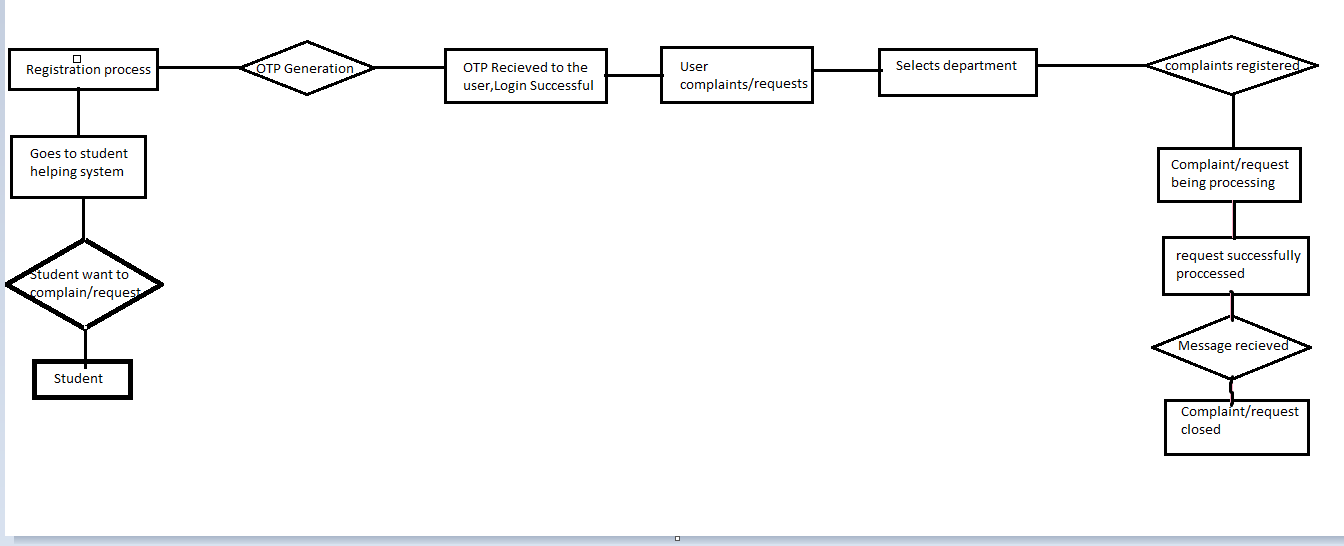 Registration process
OTP Generation
OTP Recieved to the
user,Login Successful
User
complaints/requests
Selects department
complaints registered
Goes to student
helping system
Student want to
complain/request
Student
Complaint/request
being processing
request successfully
proccessed
Message recieved
Complaint/request
closed